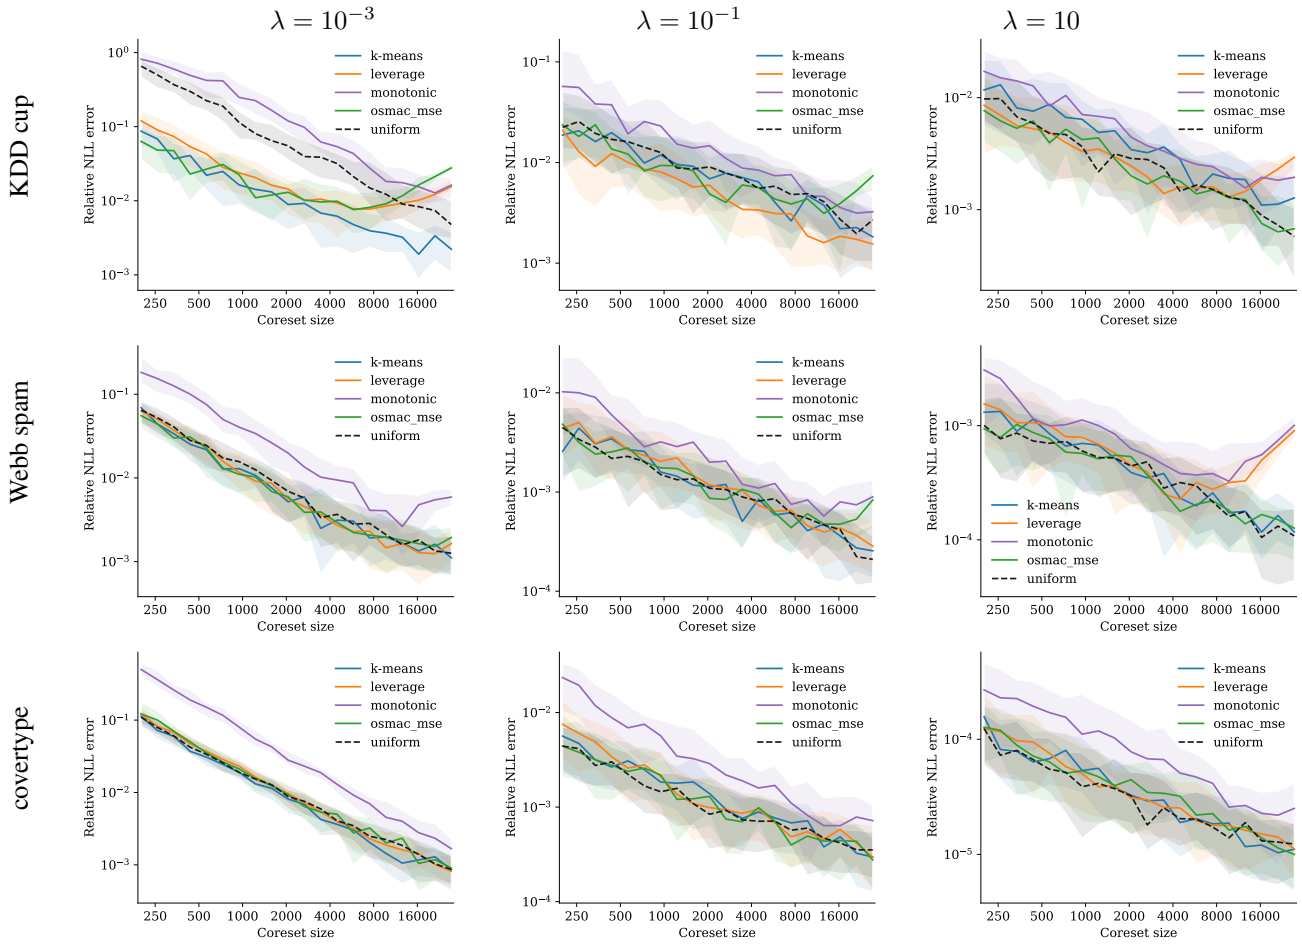 λ = 10⁻³
λ = 10⁻¹
λ = 10
KDD cup
Relative NLL error
10⁰
10⁻¹
10⁻²
10⁻³
k-means
leverage
monotonic
osmac_mse
uniform
250 500 1000 2000 4000 8000 16000
Coreset size
Relative NLL error
10⁻¹
10⁻²
10⁻³
k-means
leverage
monotonic
osmac_mse
uniform
250 500 1000 2000 4000 8000 16000
Coreset size
Relative NLL error
10⁻²
10⁻³
k-means
leverage
monotonic
osmac_mse
uniform
250 500 1000 2000 4000 8000 16000
Coreset size
Webb spam
Relative NLL error
10⁻¹
10⁻²
10⁻³
k-means
leverage
monotonic
osmac_mse
uniform
250 500 1000 2000 4000 8000 16000
Coreset size
Relative NLL error
10⁻²
10⁻³
10⁻⁴
k-means
leverage
monotonic
osmac_mse
uniform
250 500 1000 2000 4000 8000 16000
Coreset size
Relative NLL error
10⁻³
10⁻⁴
k-means
leverage
monotonic
osmac_mse
uniform
250 500 1000 2000 4000 8000 16000
Coreset size
covertype
Relative NLL error
10⁻¹
10⁻²
10⁻³
k-means
leverage
monotonic
osmac_mse
uniform
250 500 1000 2000 4000 8000 16000
Coreset size
Relative NLL error
10⁻²
10⁻³
10⁻⁴
k-means
leverage
monotonic
osmac_mse
uniform
250 500 1000 2000 4000 8000 16000
Coreset size
Relative NLL error
10⁻⁴
10⁻⁵
k-means
leverage
monotonic
osmac_mse
uniform
250 500 1000 2000 4000 8000 16000
Coreset size